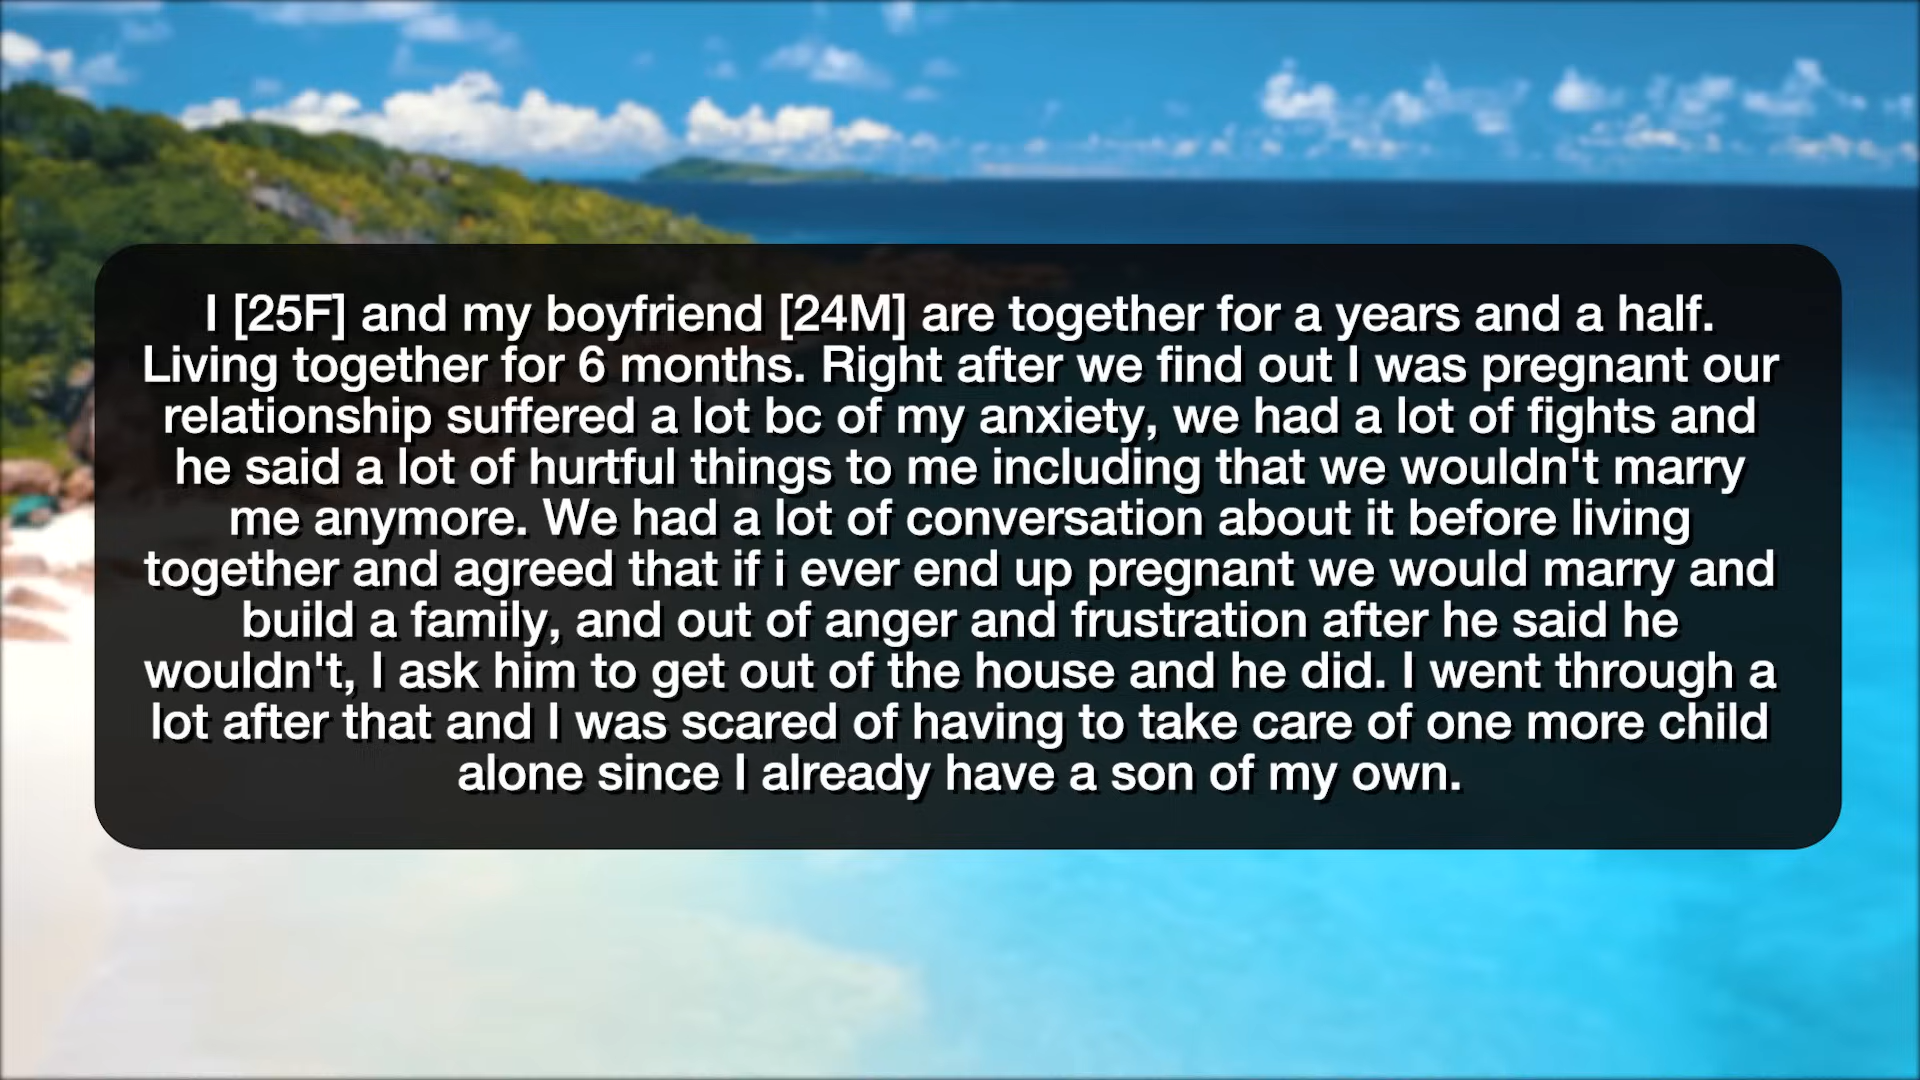 I [25F] and my boyfriend [24M] are together for a years and a half.
Living together for 6 months. Right after we find out I was pregnant our
relationship suffered a lot bc of my anxiety, we had a lot of fights and
he said a lot of hurtful things to me including that we wouldn't marry
me anymore. We had a lot of conversation about it before living
together and agreed that if i ever end up pregnant we would marry and
build a family, and out of anger and frustration after he said he
wouldn't, I ask him to get out of the house and he did. I went through a
lot after that and I was scared of having to take care of one more child
alone since I already have a son of my own.